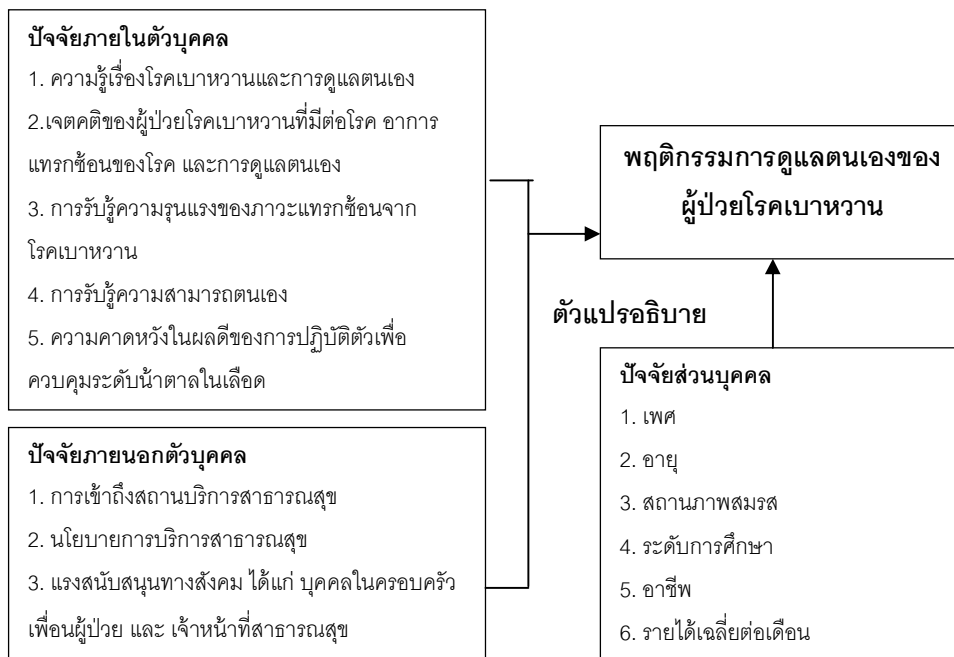 ปัจจัยภายในตัวบุคคล
1. ความรู้เรื่องโรคเบาหวานและการดูแลตนเอง
2.เจตคติของผู้ป่วยโรคเบาหวานที่มีต่อโรค อาการ
แทรกซ้อนของโรค และการดูแลตนเอง
3. การรับรู้ความรุนแรงของภาวะแทรกซ้อนจาก
โรคเบาหวาน
4. การรับรู้ความสามารถตนเอง
5. ความคาดหวังในผลดีของการปฏิบัติตัวเพื่อ
ควบคุมระดับน้ำตาลในเลือด
ปัจจัยภายนอกตัวบุคคล
1. การเข้าถึงสถานบริการสาธารณสุข
2. นโยบายการบริการสาธารณสุข
3. แรงสนับสนุนทางสังคม ได้แก่ บุคคลในครอบครัว
เพื่อนผู้ป่วย และ เจ้าหน้าที่สาธารณสุข
พฤติกรรมการดูแลตนเองของ
ผู้ป่วยโรคเบาหวาน
ตัวแปรอธิบาย
ปัจจัยส่วนบุคคล
1. เพศ
2. อายุ
3. สถานภาพสมรส
4. ระดับการศึกษา
5. อาชีพ
6. รายได้เฉลี่ยต่อเดือน